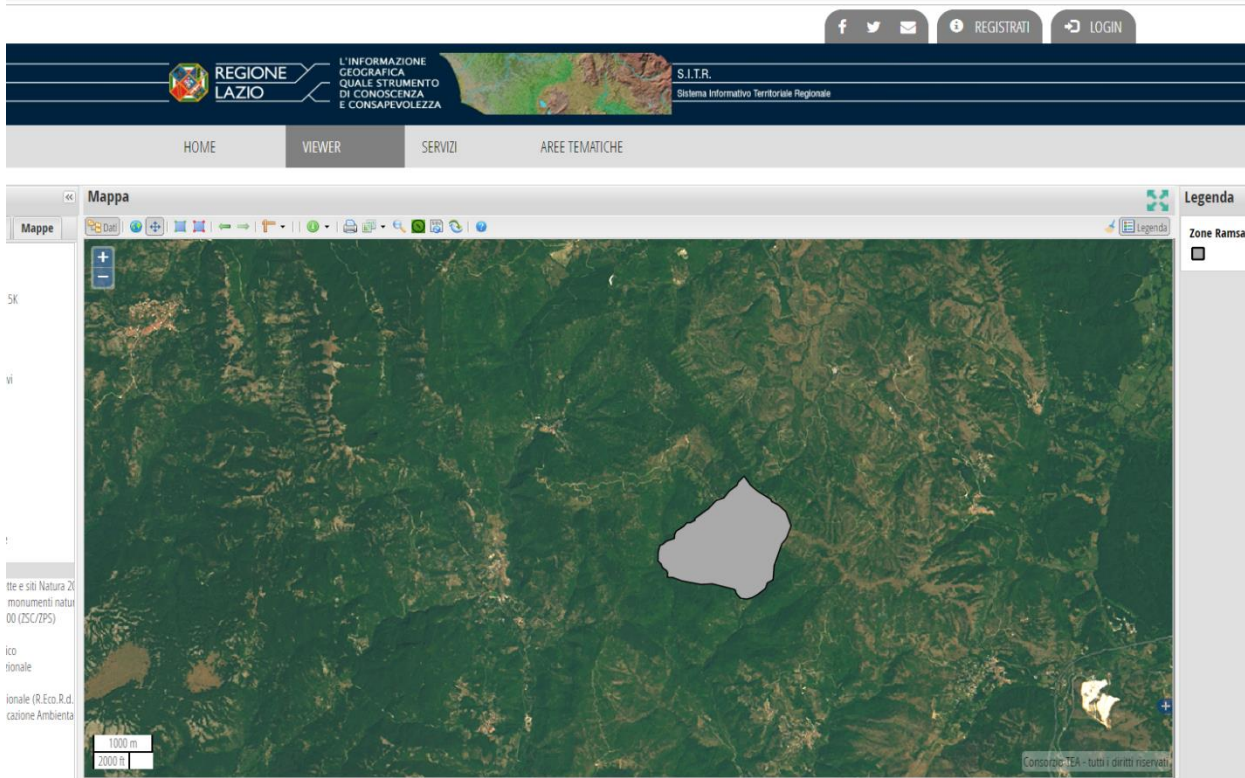 REGISTRATI
LOGIN
REGIONE
LAZIO
L'INFORMAZIONE
GEOGRAFICA
QUALE STRUMENTO
DI CONOSCENZA
E CONSAPEVOLEZZA
S.I.T.R.
Sistema Informativo Territoriale Regionale
HOME
VIEWER
SERVIZI
AREE TEMATICHE
Mappe
5K
vi
tte e siti Natura 20
monumenti natur
00 (ZSC/ZPS)
ico
zionale
ionale (R.Eco.R.d.
cazione Ambienta
Mappa
Dati
Legenda
1000 m
2000 ft
Consorzio TEA - tutti i diritti riservati
Legenda
Zone Ramsa